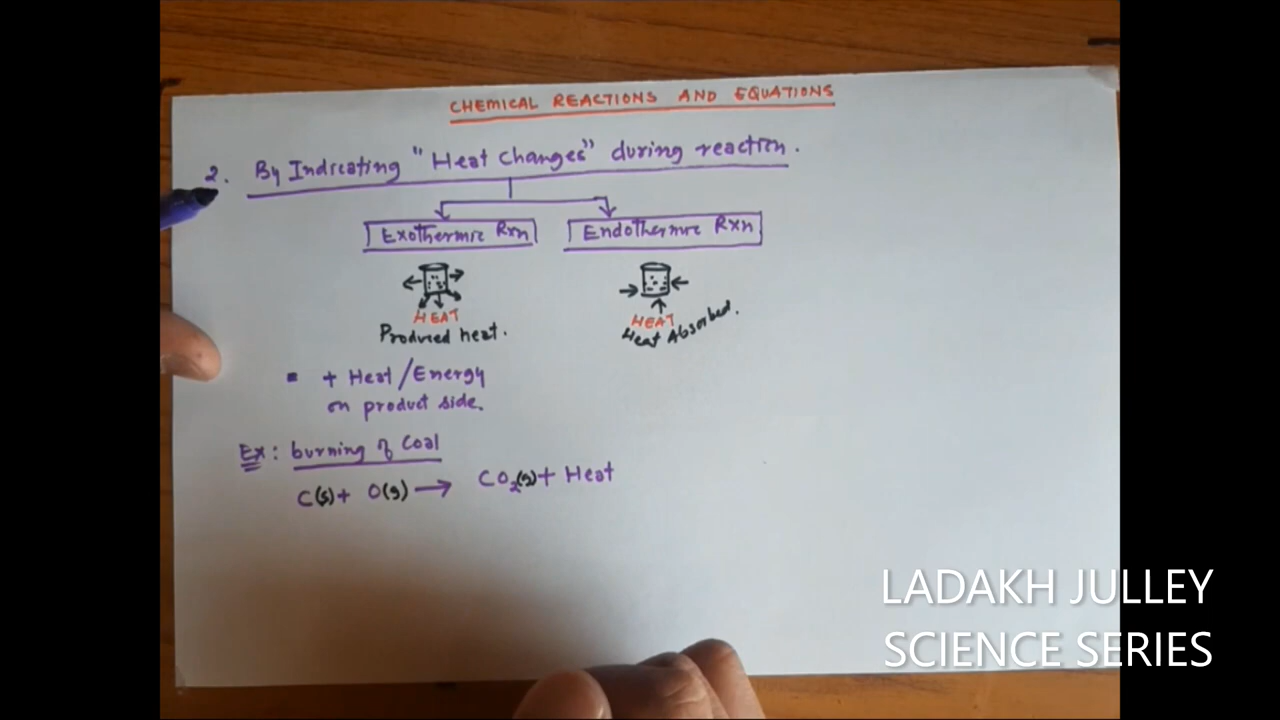 CHEMICAL REACTIONS AND EQUATIONS
2. By Indicating "Heat Changes" during reaction.
Exothermic Rxn Endothermic Rxn
HEAT HEAT
Produced heat. Heat Absorbed.
+ Heat/Energy
on product side.
Ex: burning of Coal
C(s)+ O(g) → CO₂(g)+ Heat
LADAKH JULLEY
SCIENCE SERIES